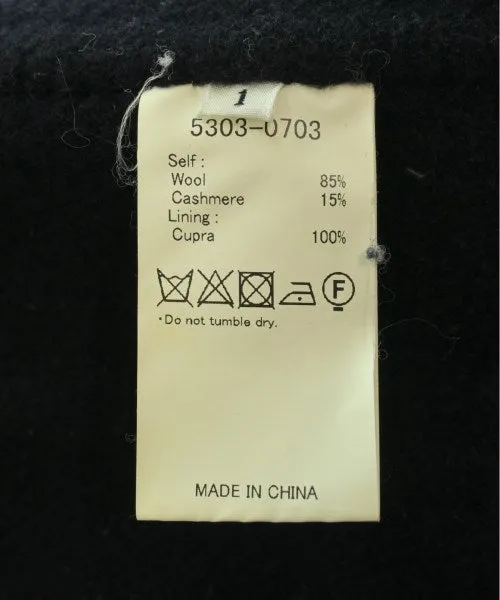 1
5303-0703
Self :
Wool 85%
Cashmere 15%
Lining :
Cupra 100%
F
·Do not tumble dry.
MADE IN CHINA